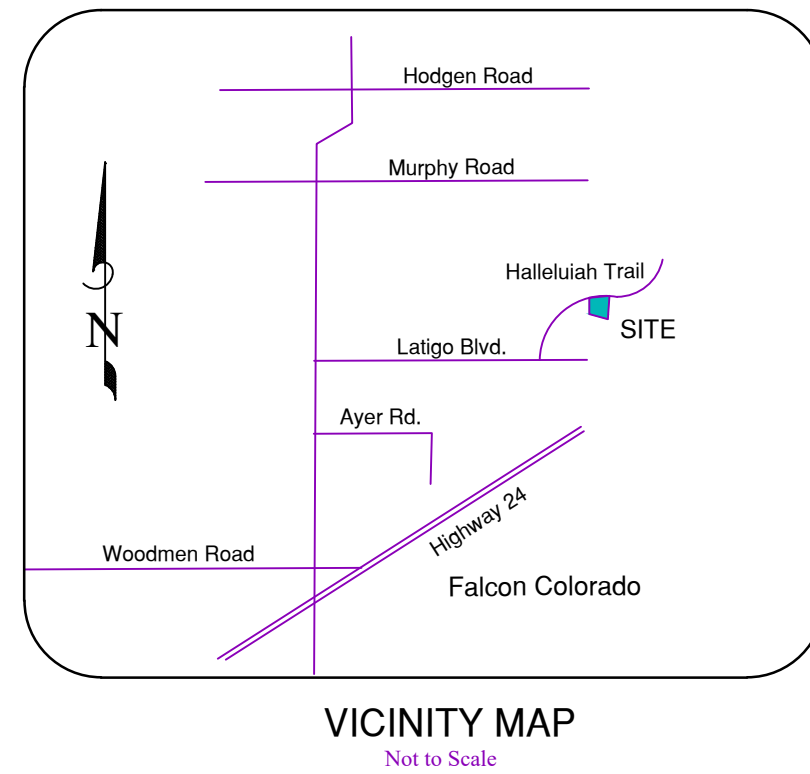 Hodgen Road
Murphy Road
Halleluiah Trail
SITE
N
Latigo Blvd.
Ayer Rd.
Highway 24
Woodmen Road
Falcon Colorado
VICINITY MAP
Not to Scale